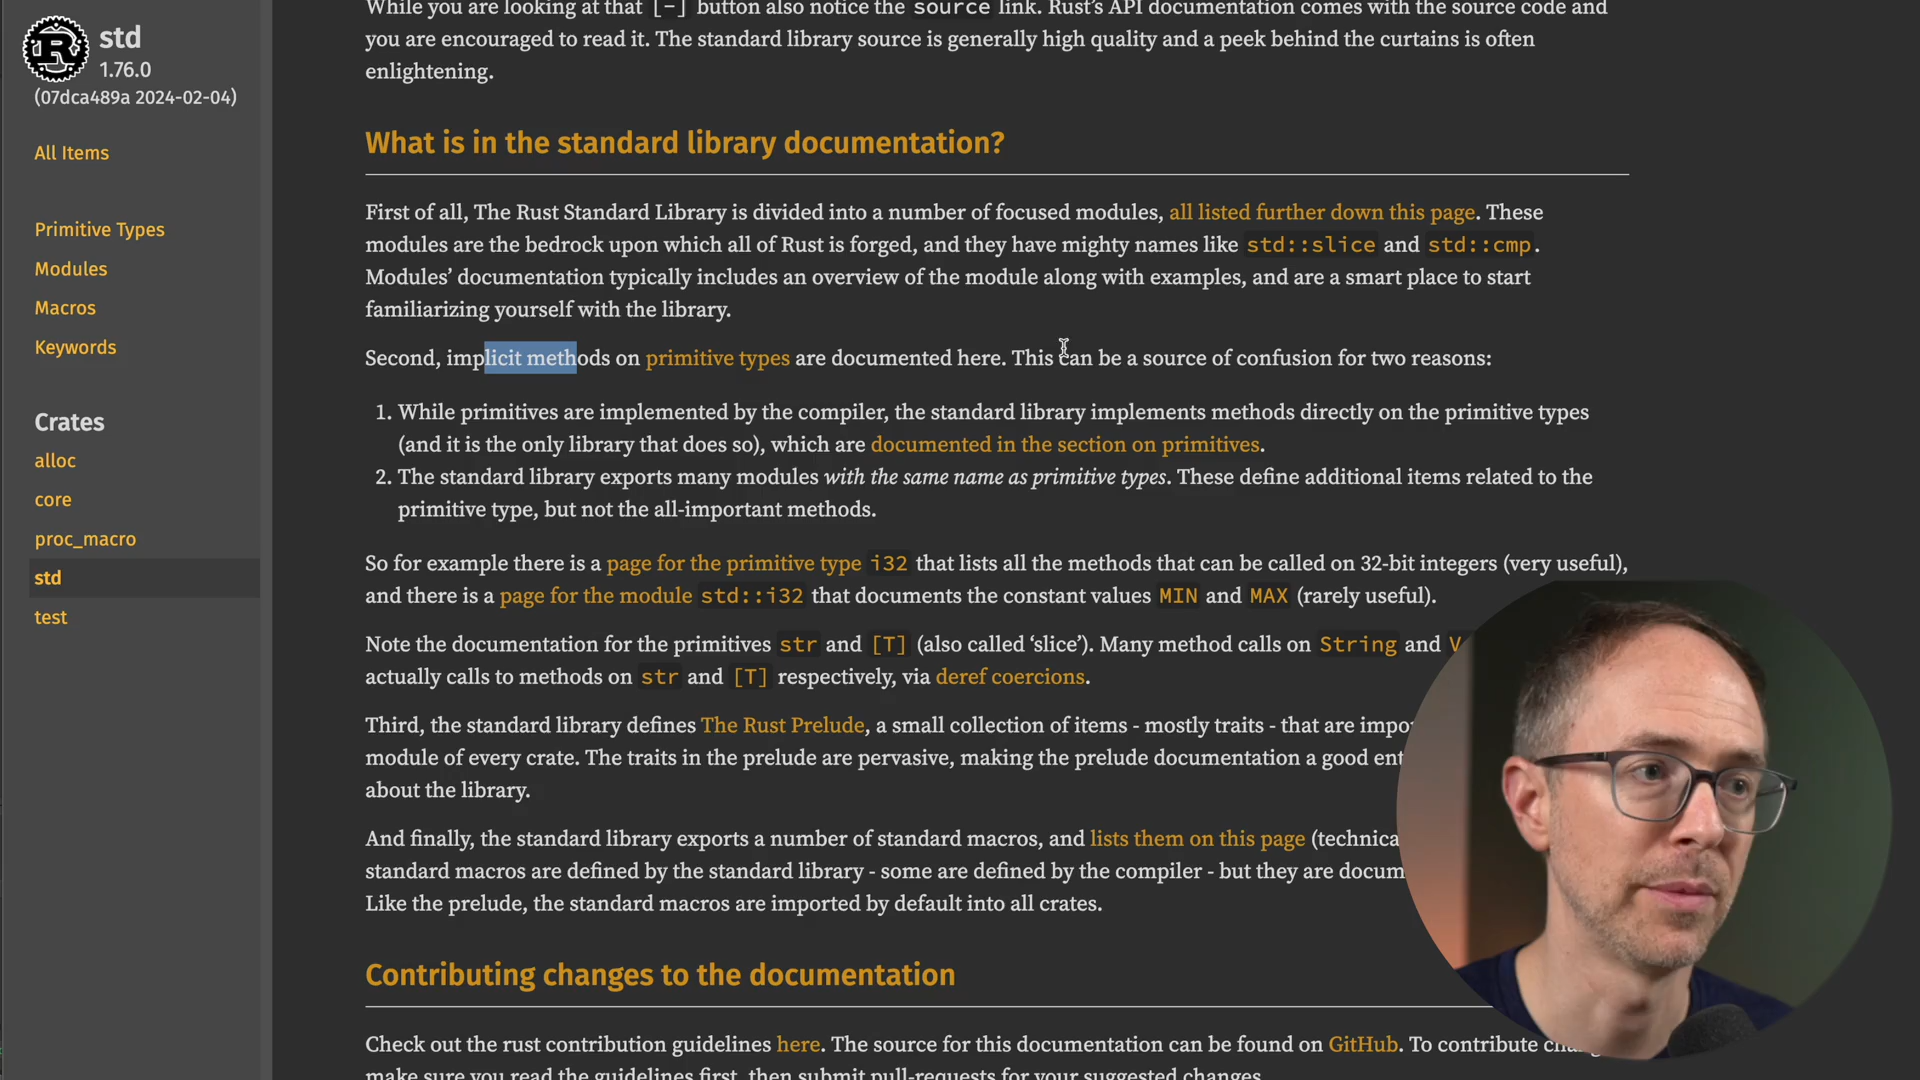 std
1.76.0
(07dca489a 2024-02-04)
All Items
Primitive Types
Modules
Macros
Keywords
Crates
alloc
core
proc_macro
std
test
While you are looking at that [-] button also notice the source link. Rust's API documentation comes with the source code and
you are encouraged to read it. The standard library source is generally high quality and a peek behind the curtains is often
enlightening.
What is in the standard library documentation?
First of all, The Rust Standard Library is divided into a number of focused modules, all listed further down this page. These
modules are the bedrock upon which all of Rust is forged, and they have mighty names like std::slice and std::cmp.
Modules' documentation typically includes an overview of the module along with examples, and are a smart place to start
familiarizing yourself with the library.
Second, implicit methods on primitive types are documented here. This can be a source of confusion for two reasons:
1. While primitives are implemented by the compiler, the standard library implements methods directly on the primitive types
(and it is the only library that does so), which are documented in the section on primitives.
2. The standard library exports many modules with the same name as primitive types. These define additional items related to the
primitive type, but not the all-important methods.
So for example there is a page for the primitive type i32 that lists all the methods that can be called on 32-bit integers (very useful),
and there is a page for the module std::i32 that documents the constant values MIN and MAX (rarely useful).
Note the documentation for the primitives str and [T] (also called 'slice'). Many method calls on String and V
actually calls to methods on str and [T] respectively, via deref coercions.
Third, the standard library defines The Rust Prelude, a small collection of items - mostly traits - that are impo
module of every crate. The traits in the prelude are pervasive, making the prelude documentation a good ent
about the library.
And finally, the standard library exports a number of standard macros, and lists them on this page (technica
standard macros are defined by the standard library - some are defined by the compiler - but they are docum
Like the prelude, the standard macros are imported by default into all crates.
Contributing changes to the documentation
Check out the rust contribution guidelines here. The source for this documentation can be found on GitHub. To contribute
make sure you read the guidelines first, then submit pull-requests for your suggested changes.